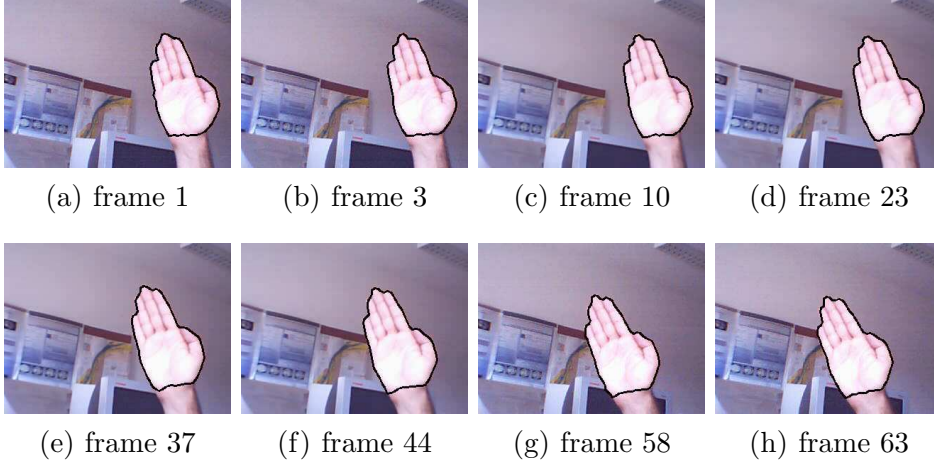 (a) frame 1
(b) frame 3
(c) frame 10
(d) frame 23
(e) frame 37
(f) frame 44
(g) frame 58
(h) frame 63